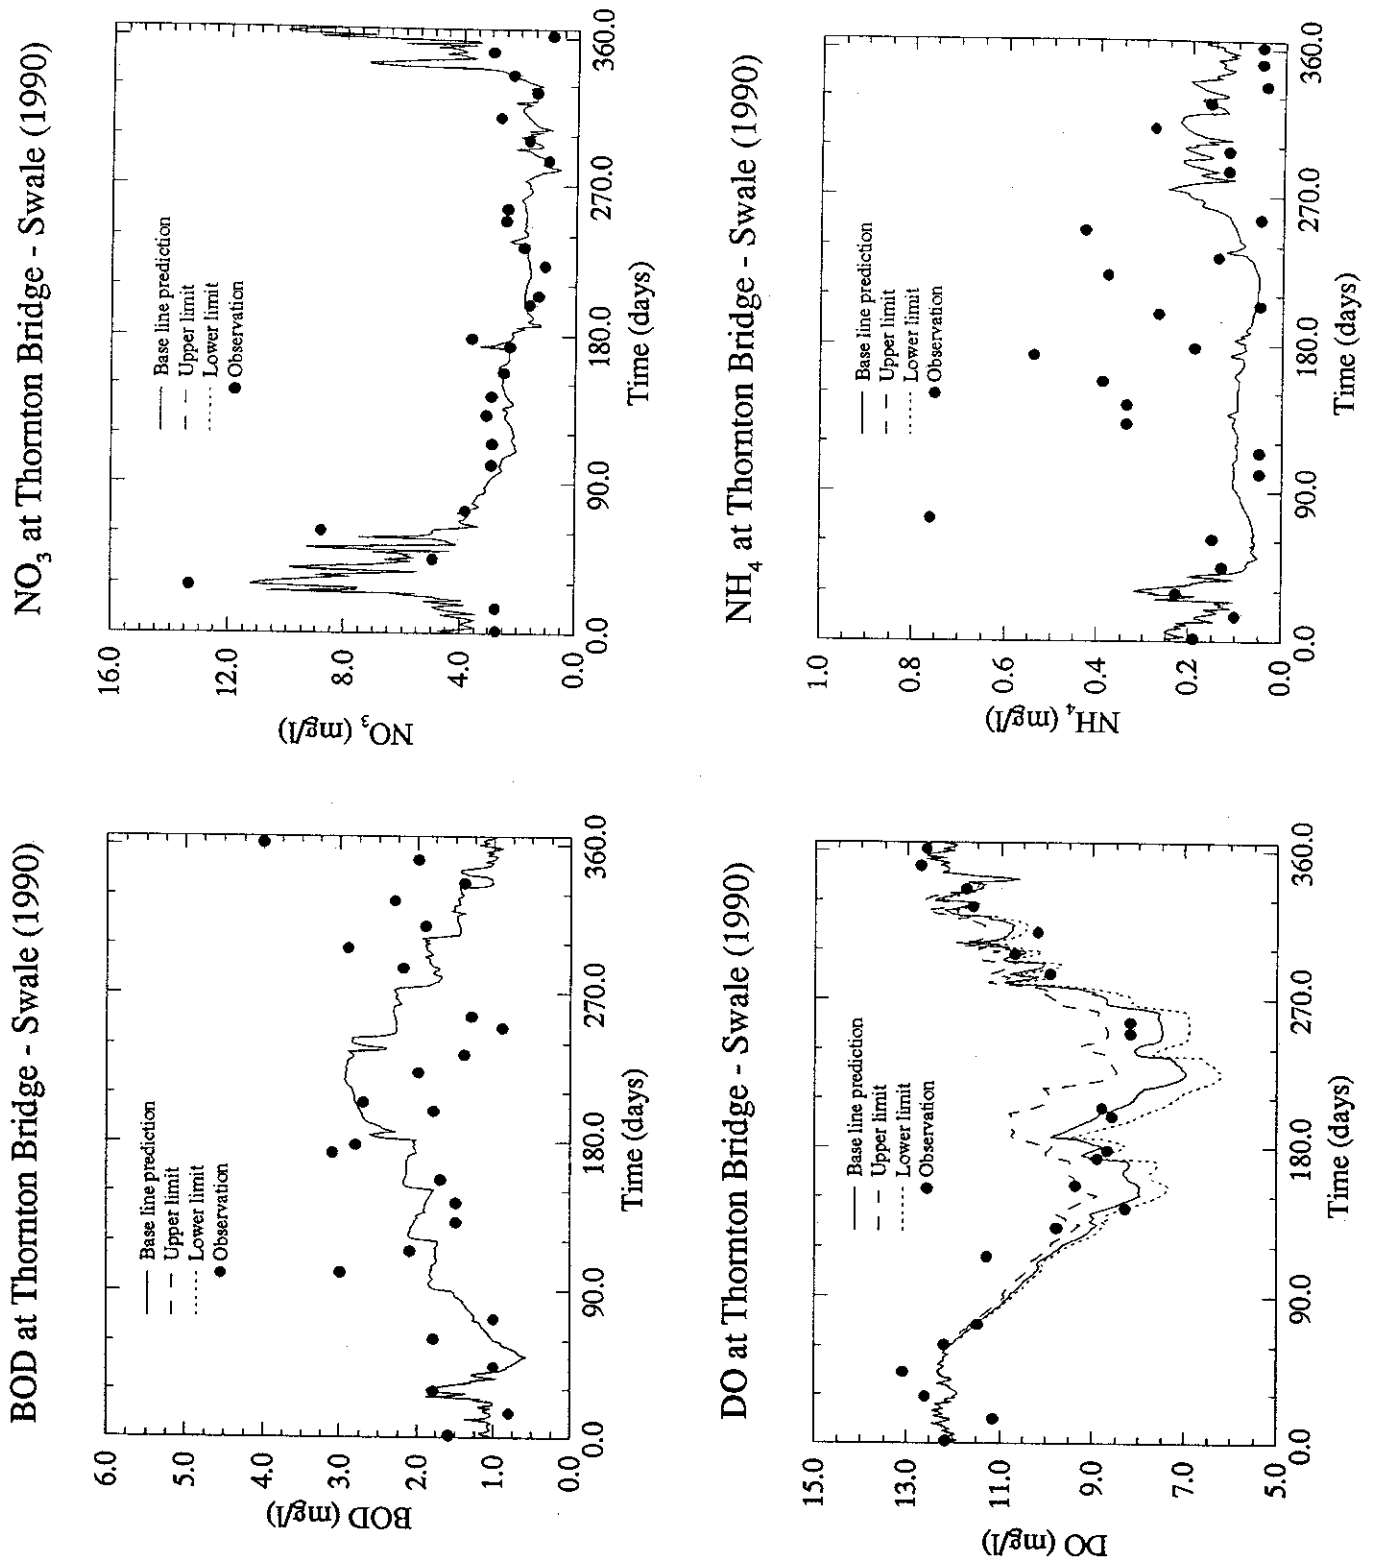 BOD at Thornton Bridge - Swale (1990)
BOD (mg/l)
6.0
5.0
4.0
3.0
2.0
1.0
0.0
Base line prediction
Upper limit
Lower limit
Observation
0.0 90.0 180.0 270.0 360.0
Time (days)
NO3 at Thornton Bridge - Swale (1990)
NO3 (mg/l)
16.0
12.0
8.0
4.0
0.0
Base line prediction
Upper limit
Lower limit
Observation
0.0 90.0 180.0 270.0 360.0
Time (days)
DO at Thornton Bridge - Swale (1990)
DO (mg/l)
15.0
13.0
11.0
9.0
7.0
5.0
Base line prediction
Upper limit
Lower limit
Observation
0.0 90.0 180.0 270.0 360.0
Time (days)
NH4 at Thornton Bridge - Swale (1990)
NH4 (mg/l)
1.0
0.8
0.6
0.4
0.2
0.0
Base line prediction
Upper limit
Lower limit
Observation
0.0 90.0 180.0 270.0 360.0
Time (days)